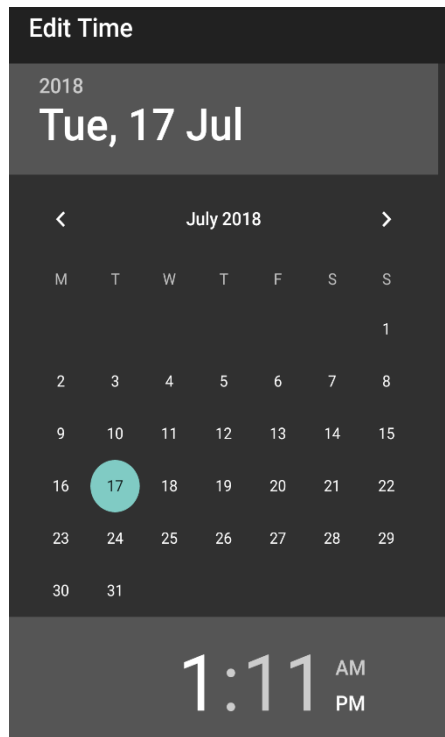 Edit Time
2018
Tue, 17 Jul
July 2018
M T W T F S S
1
2 3 4 5 6 7 8
9 10 11 12 13 14 15
16 17 18 19 20 21 22
23 24 25 26 27 28 29
30 31
1:11 AM
PM